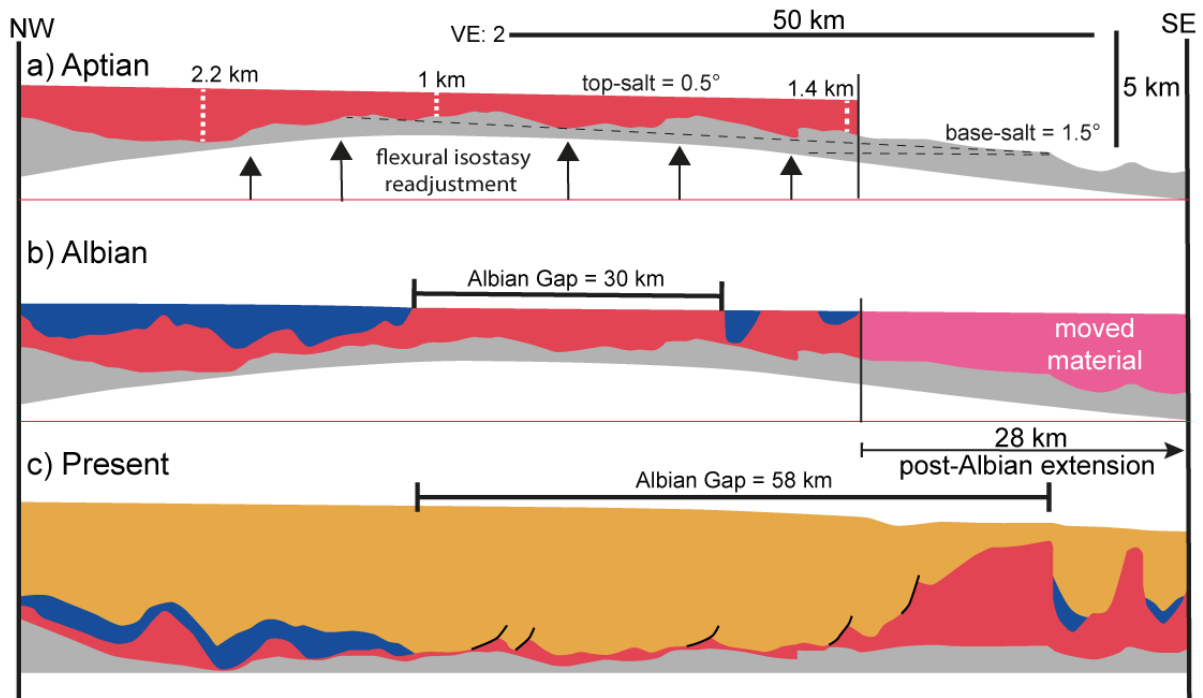 NW
50 km
SE
VE: 2
a) Aptian
5 km
2.2 km
1 km
top-salt = 0.5°
1.4 km
base-salt = 1.5°
flexural isostasy
readjustment
b) Albian
Albian Gap = 30 km
moved
material
28 km
post-Albian extension
c) Present
Albian Gap = 58 km